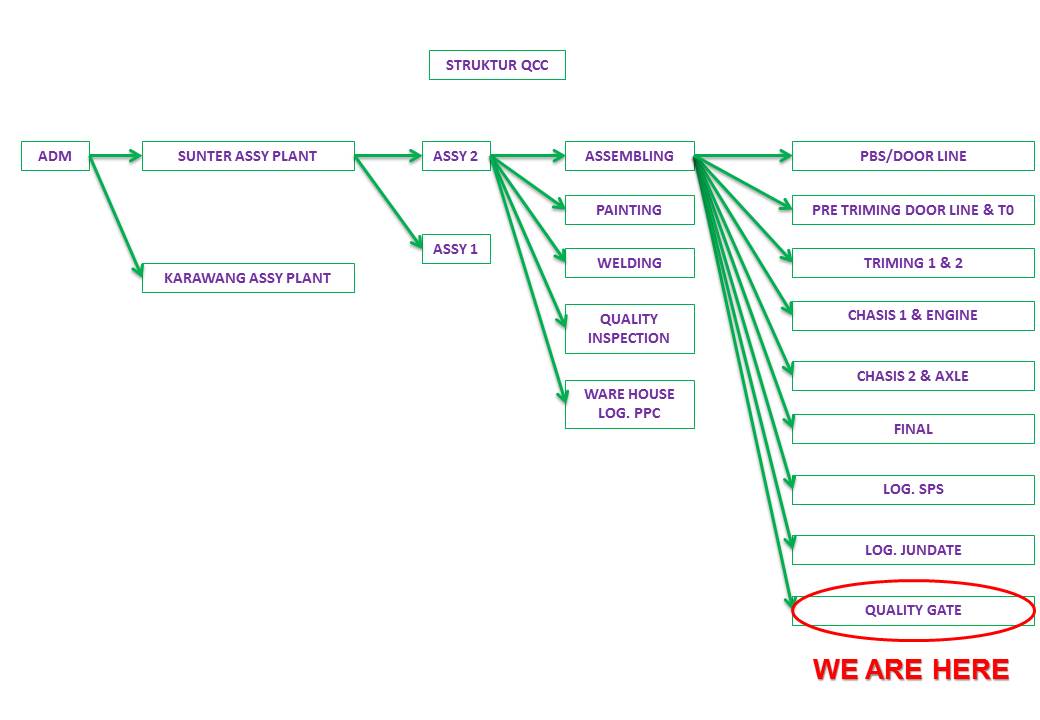 STRUKTUR QCC
ADM
SUNTER ASSY PLANT
KARAWANG ASSY PLANT
ASSY 2
ASSY 1
ASSEMBLING
PAINTING
WELDING
QUALITY
INSPECTION
WARE HOUSE
LOG. PPC
PBS/DOOR LINE
PRE TRIMING DOOR LINE & T0
TRIMING 1 & 2
CHASIS 1 & ENGINE
CHASIS 2 & AXLE
FINAL
LOG. SPS
LOG. JUNDATE
QUALITY GATE
WE ARE HERE